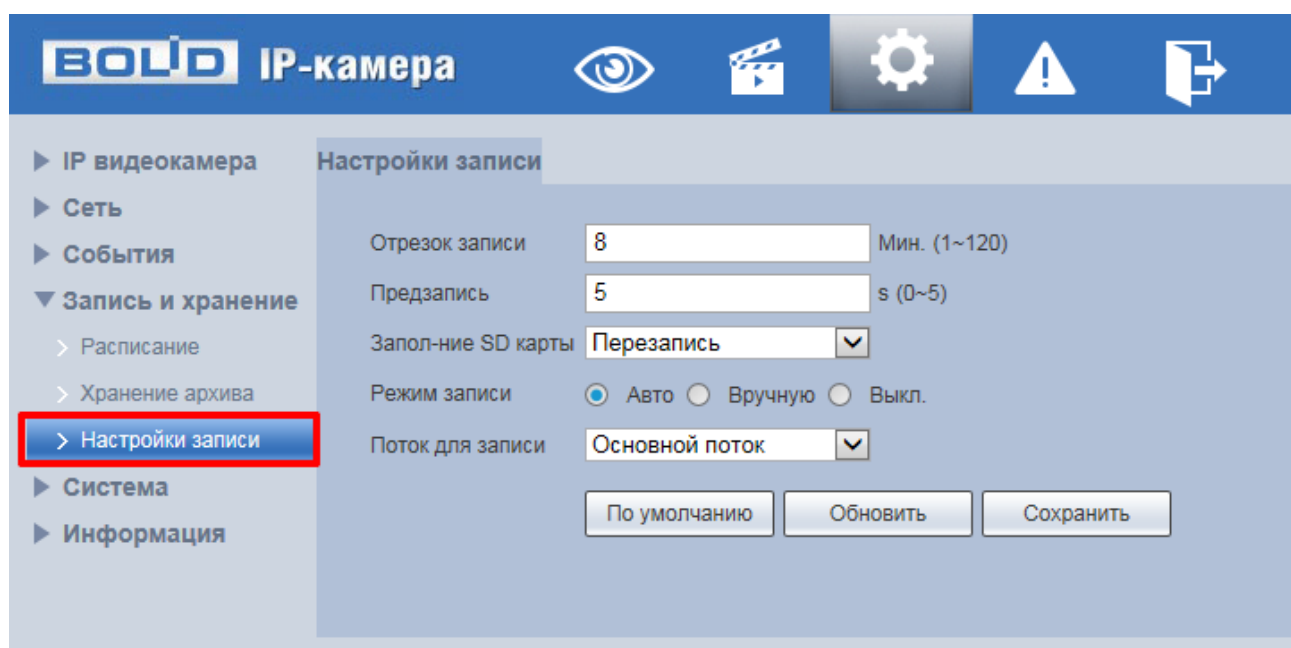 BOLID IP-камера
IP видеокамера
Сеть
События
Запись и хранение
Расписание
Хранение архива
Настройки записи
Система
Информация
Настройки записи
Отрезок записи 8 Мин. (1~120)
Предзапись 5 s (0~5)
Запол-ние SD карты Перезапись
Режим записи Авто Вручную Выкл.
Поток для записи Основной поток
По умолчанию Обновить Сохранить